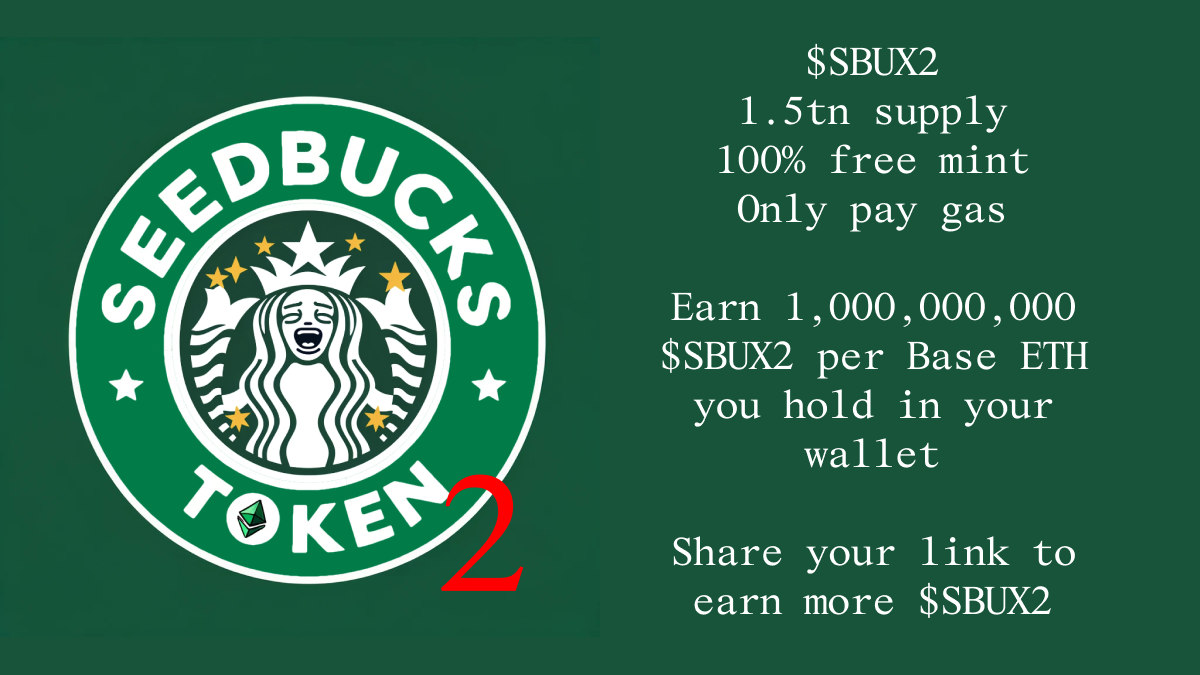 SEEDBUCKS
TOKEN
2
$SBUX2
1.5tn supply
100% free mint
Only pay gas
Earn 1,000,000,000
$SBUX2 per Base ETH
you hold in your
wallet
Share your link to
earn more $SBUX2